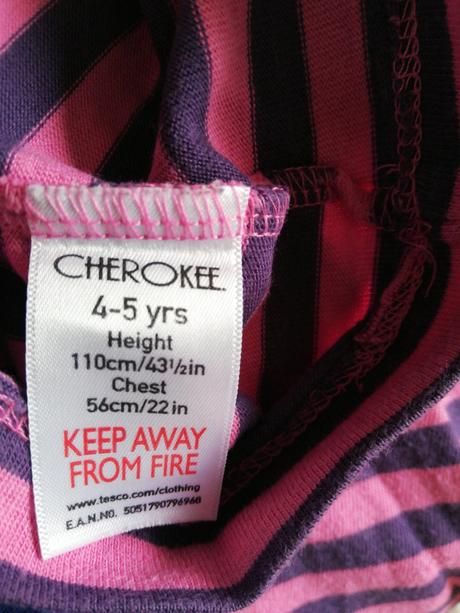 CHEROKEE.
4-5 yrs
Height
110cm/43½in
Chest
56cm/22in
KEEP AWAY
FROM FIRE
www.tesco.com/clothing
E.A.N.NO. 5051790796968